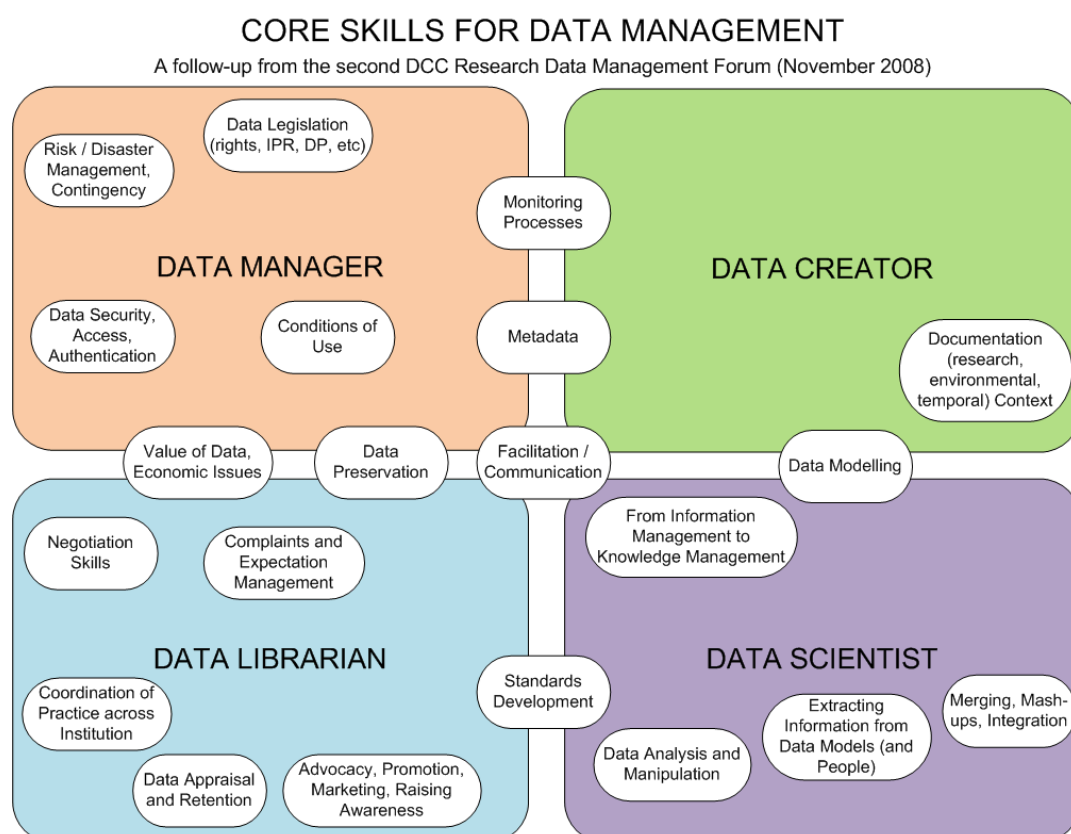 CORE SKILLS FOR DATA MANAGEMENT
A follow-up from the second DCC Research Data Management Forum (November 2008)
Data Legislation
(rights, IPR, DP, etc)
Risk / Disaster
Management,
Contingency
Monitoring
Processes
DATA MANAGER
DATA CREATOR
Data Security,
Access,
Authentication
Conditions of
Use
Metadata
Documentation
(research,
environmental,
temporal) Context
Value of Data,
Economic Issues
Data
Preservation
Facilitation /
Communication
Data Modelling
Negotiation
Skills
Complaints and
Expectation
Management
From Information
Management to
Knowledge Management
DATA LIBRARIAN
DATA SCIENTIST
Coordination of
Practice across
Institution
Standards
Development
Extracting
Information from
Data Models (and
People)
Merging, Mash-
ups, Integration
Data Appraisal
and Retention
Advocacy, Promotion,
Marketing, Raising
Awareness
Data Analysis and
Manipulation